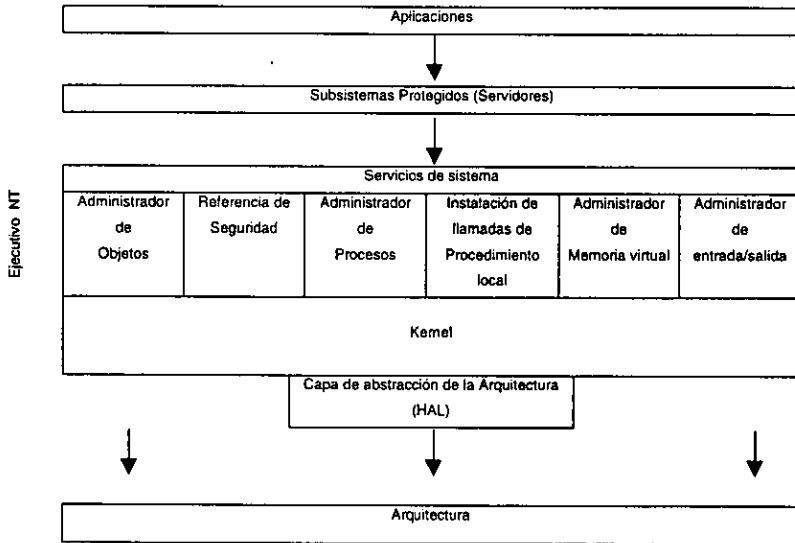 Aplicaciones
Subsistemas Protegidos (Servidores)
Ejecutivo NT
Servicios de sistema
Administrador
de
Objetos
Referencia de
Seguridad
Administrador
de
Procesos
Instalación de
llamadas de
Procedimiento
local
Administrador
de
Memoria virtual
Administrador
de
entrada/salida
Kernel
Capa de abstracción de la Arquitectura
(HAL)
Arquitectura